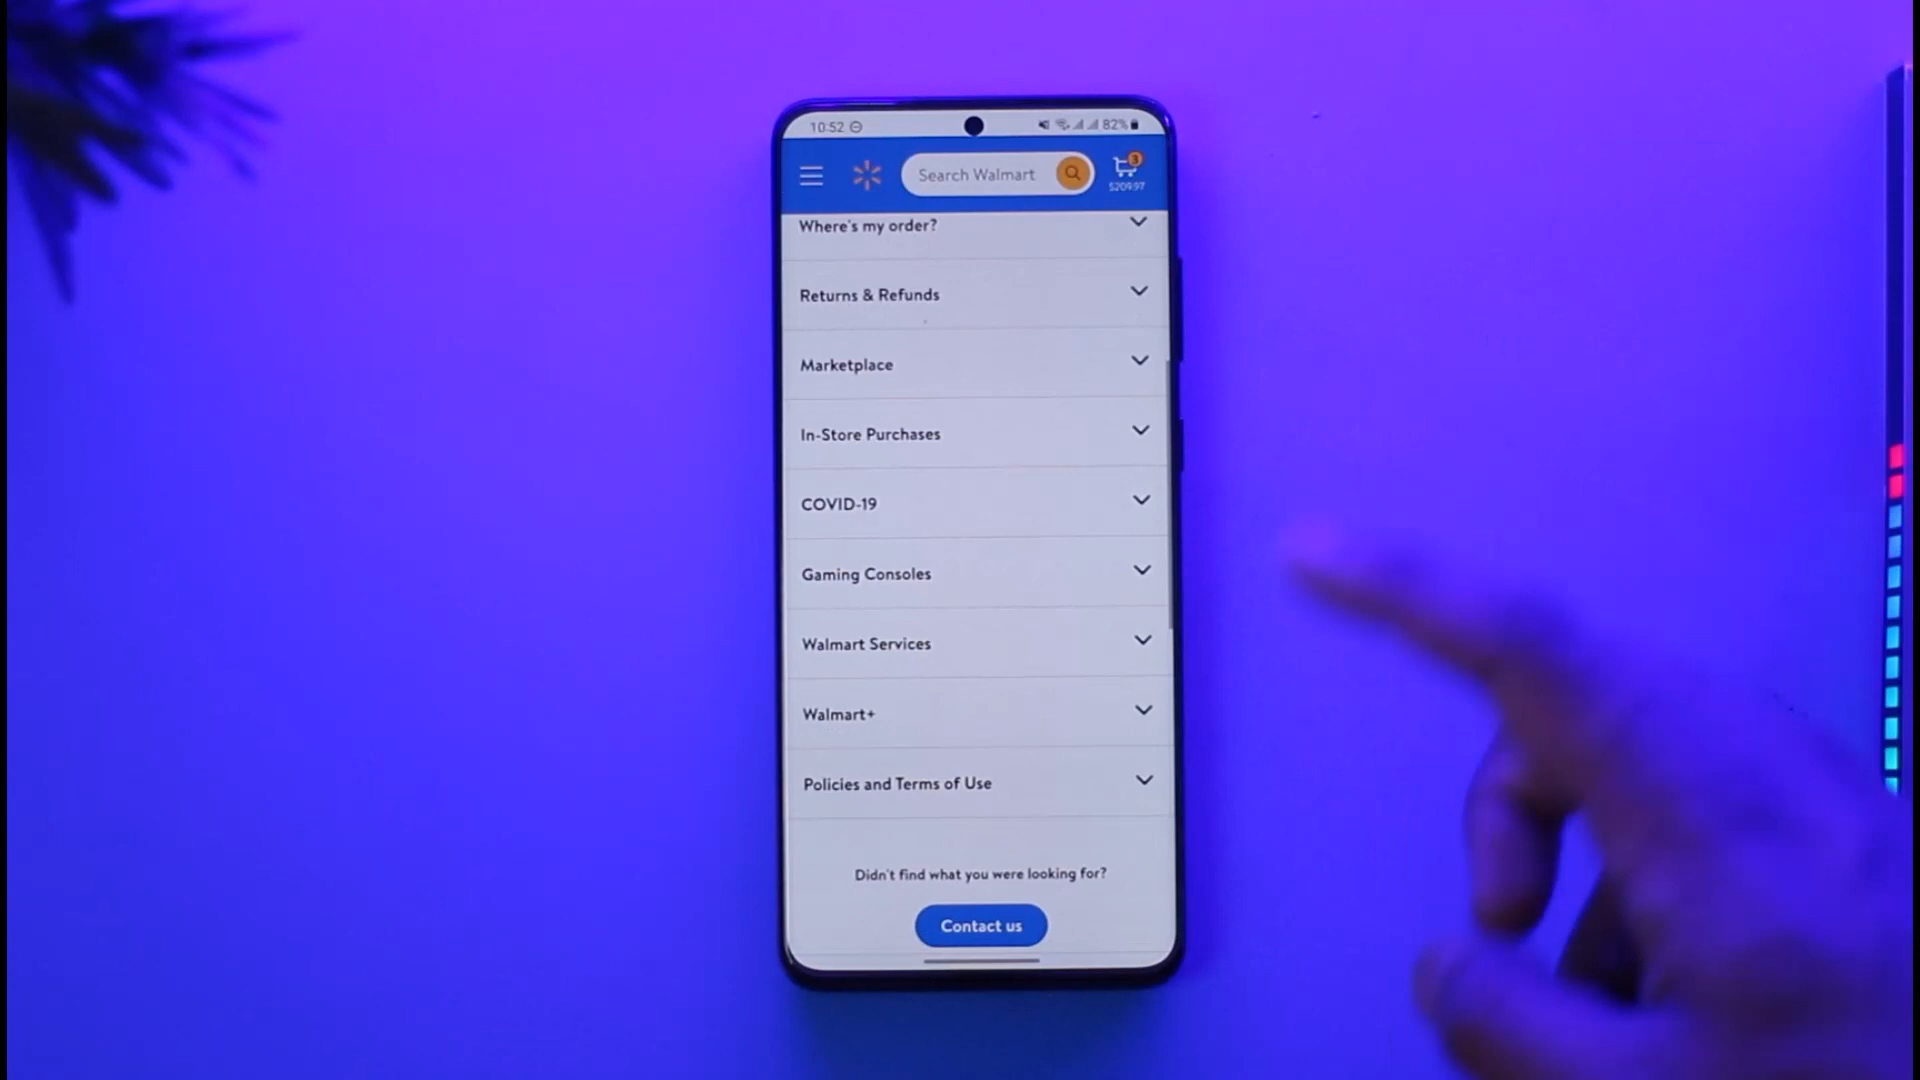 10:52
82%
Search Walmart
3
$209.97
Where's my order?
Returns & Refunds
Marketplace
In-Store Purchases
COVID-19
Gaming Consoles
Walmart Services
Walmart+
Policies and Terms of Use
Didn't find what you were looking for?
Contact us